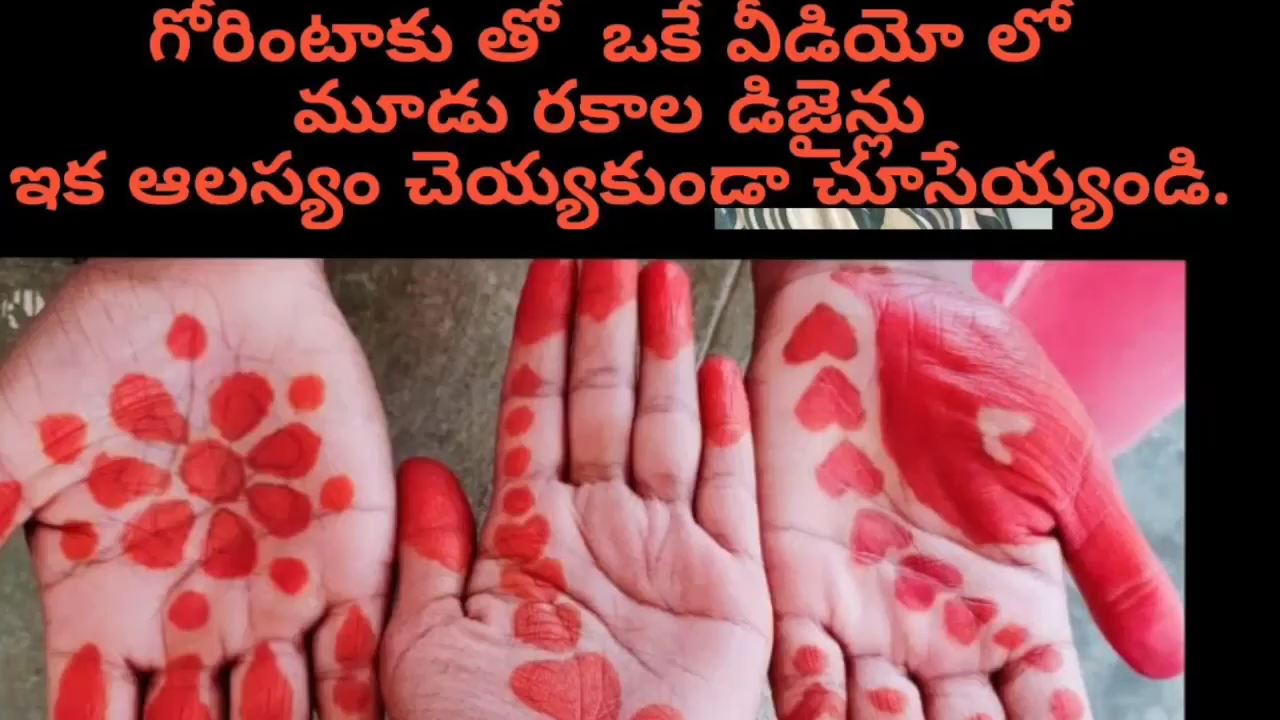 గోరింటాకు తో ఒకే వీడియో లో
మూడు రకాల డిజైన్లు
ఇక ఆలస్యం చెయ్యకుండా చూసేయ్యండి.